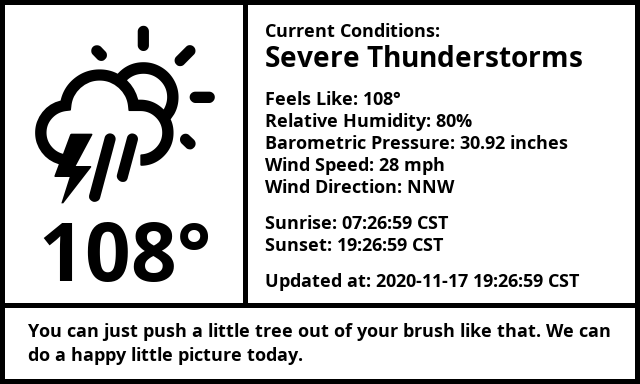 108°
Current Conditions:
Severe Thunderstorms
Feels Like: 108°
Relative Humidity: 80%
Barometric Pressure: 30.92 inches
Wind Speed: 28 mph
Wind Direction: NNW
Sunrise: 07:26:59 CST
Sunset: 19:26:59 CST
Updated at: 2020-11-17 19:26:59 CST
You can just push a little tree out of your brush like that. We can
do a happy little picture today.